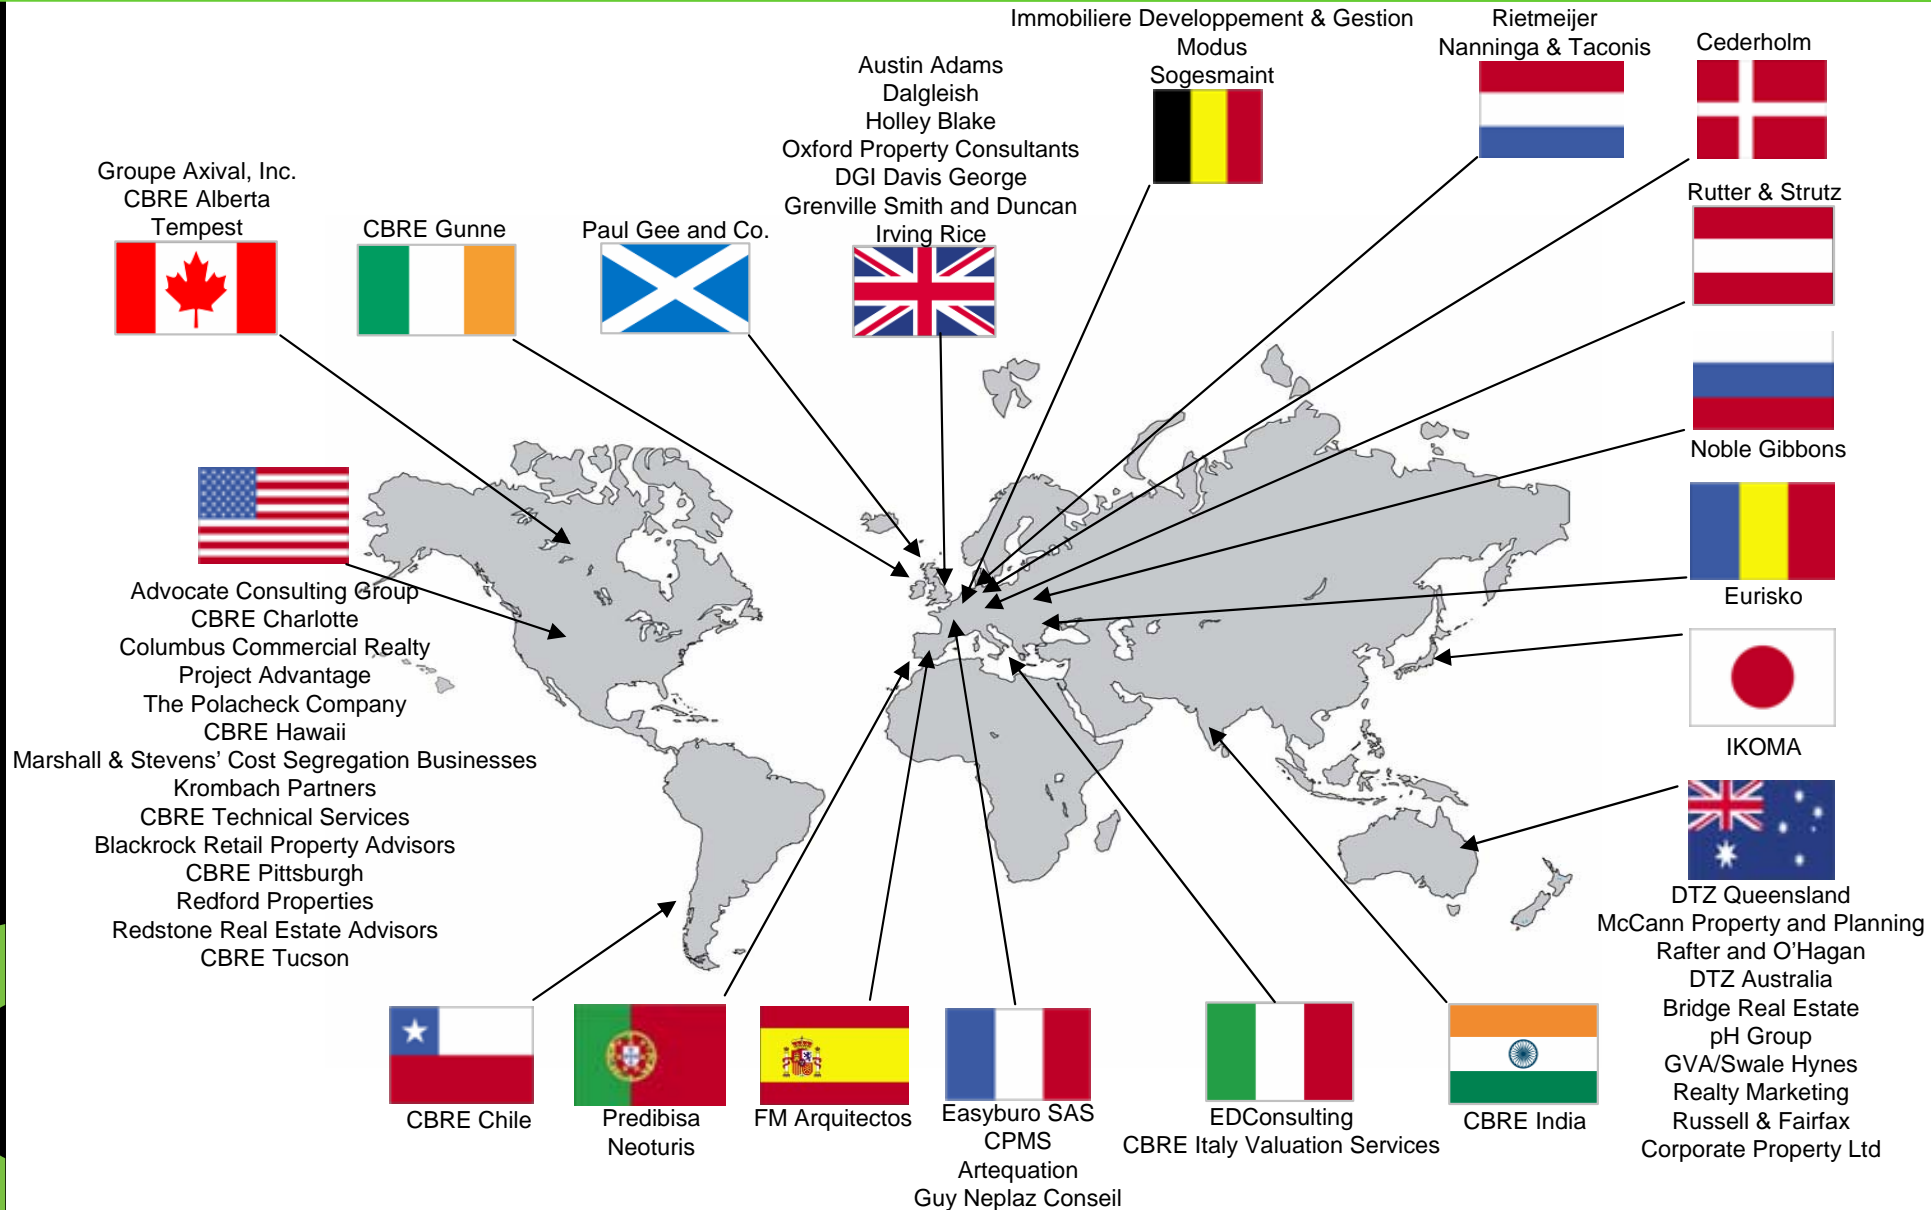 Immobiliere Developpement & Gestion
Modus
Sogesmaint
Rietmeijer
Nanninga & Taconis
Cederholm
Austin Adams
Dalgleish
Holley Blake
Oxford Property Consultants
DGI Davis George
Grenville Smith and Duncan
Irving Rice
Groupe Axival, Inc.
CBRE Alberta
Tempest
CBRE Gunne
Paul Gee and Co.
Rutter & Strutz
Noble Gibbons
Eurisko
IKOMA
Advocate Consulting Group
CBRE Charlotte
Columbus Commercial Realty
Project Advantage
The Polacheck Company
CBRE Hawaii
Marshall & Stevens’ Cost Segregation Businesses
Krombach Partners
CBRE Technical Services
Blackrock Retail Property Advisors
CBRE Pittsburgh
Redford Properties
Redstone Real Estate Advisors
CBRE Tucson
DTZ Queensland
McCann Property and Planning
Rafter and O’Hagan
DTZ Australia
Bridge Real Estate
pH Group
GVA/Swale Hynes
Realty Marketing
Russell & Fairfax
Corporate Property Ltd
CBRE Chile
Predibisa
Neoturis
FM Arquitectos
Easyburo SAS
CPMS
Artequation
Guy Neplaz Conseil
EDConsulting
CBRE Italy Valuation Services
CBRE India